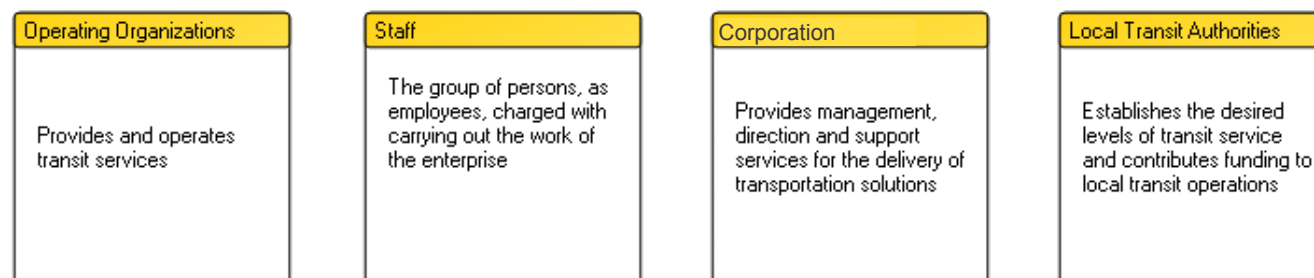 Operating Organizations
Provides and operates
transit services
Staff
The group of persons, as
employees, charged with
carrying out the work of
the enterprise
Corporation
Provides management,
direction and support
services for the delivery of
transportation solutions
Local Transit Authorities
Establishes the desired
levels of transit service
and contributes funding to
local transit operations